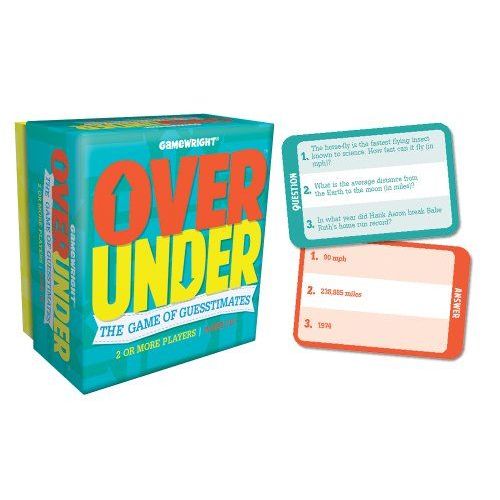 GAMEWRIGHT®
OVER
UNDER
THE GAME OF GUESSTIMATES
2 OR MORE PLAYERS |
GAMEWRIGHT
OVER UNDER
THE GAME OF GUESSTIMATES
2 OR MORE PLAYERS
QUESTION
1. The horse-fly is the fastest flying insect
known to science. How fast can it fly (in
mph)?
2. What is the average distance from
the Earth to the moon (in miles)?
3. In what year did Hank Aaron break Babe
Ruth's home run record?
ANSWER
1. 90 mph
2. 238,885 miles
3. 1974